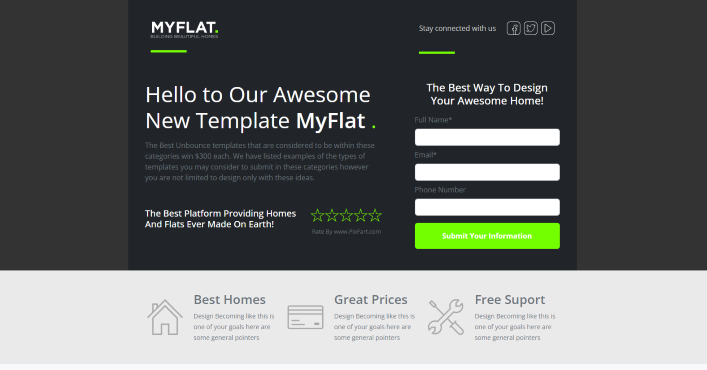 MYFLAT.
BUILDING BEAUTIFUL HOMES
Stay connected with us
Hello to Our Awesome
New Template MyFlat .
The Best Unbounce templates that are considered to be within these
categories win $300 each. We have listed examples of the types of
templates you may consider to submit in these categories however
you are not limited to design only with these ideas.
The Best Platform Providing Homes
And Flats Ever Made On Earth!
Rate By www.PixFart.com
The Best Way To Design
Your Awesome Home!
Full Name*
Email*
Phone Number
Submit Your Information
Best Homes
Design Becoming like this is
one of your goals here are
some general pointers
Great Prices
Design Becoming like this is
one of your goals here are
some general pointers
Free Suport
Design Becoming like this is
one of your goals here are
some general pointers